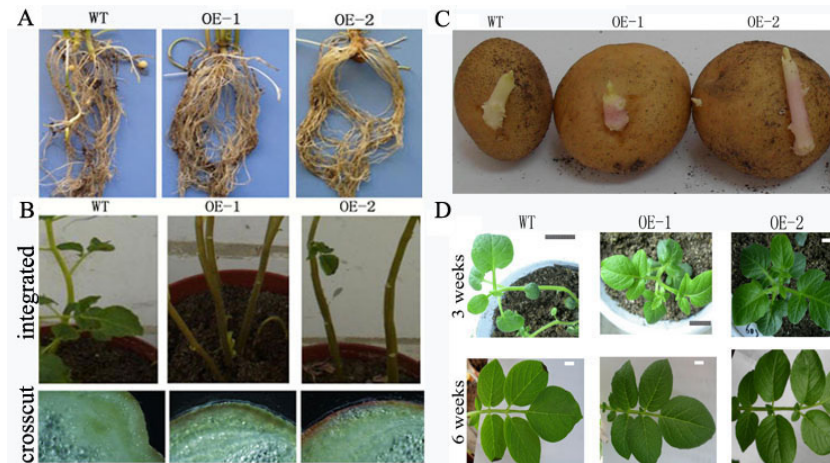 A
WT
OE-1
OE-2
B
WT
OE-1
OE-2
integrated
crosscut
C
WT
OE-1
OE-2
D
WT
OE-1
OE-2
3 weeks
6 weeks